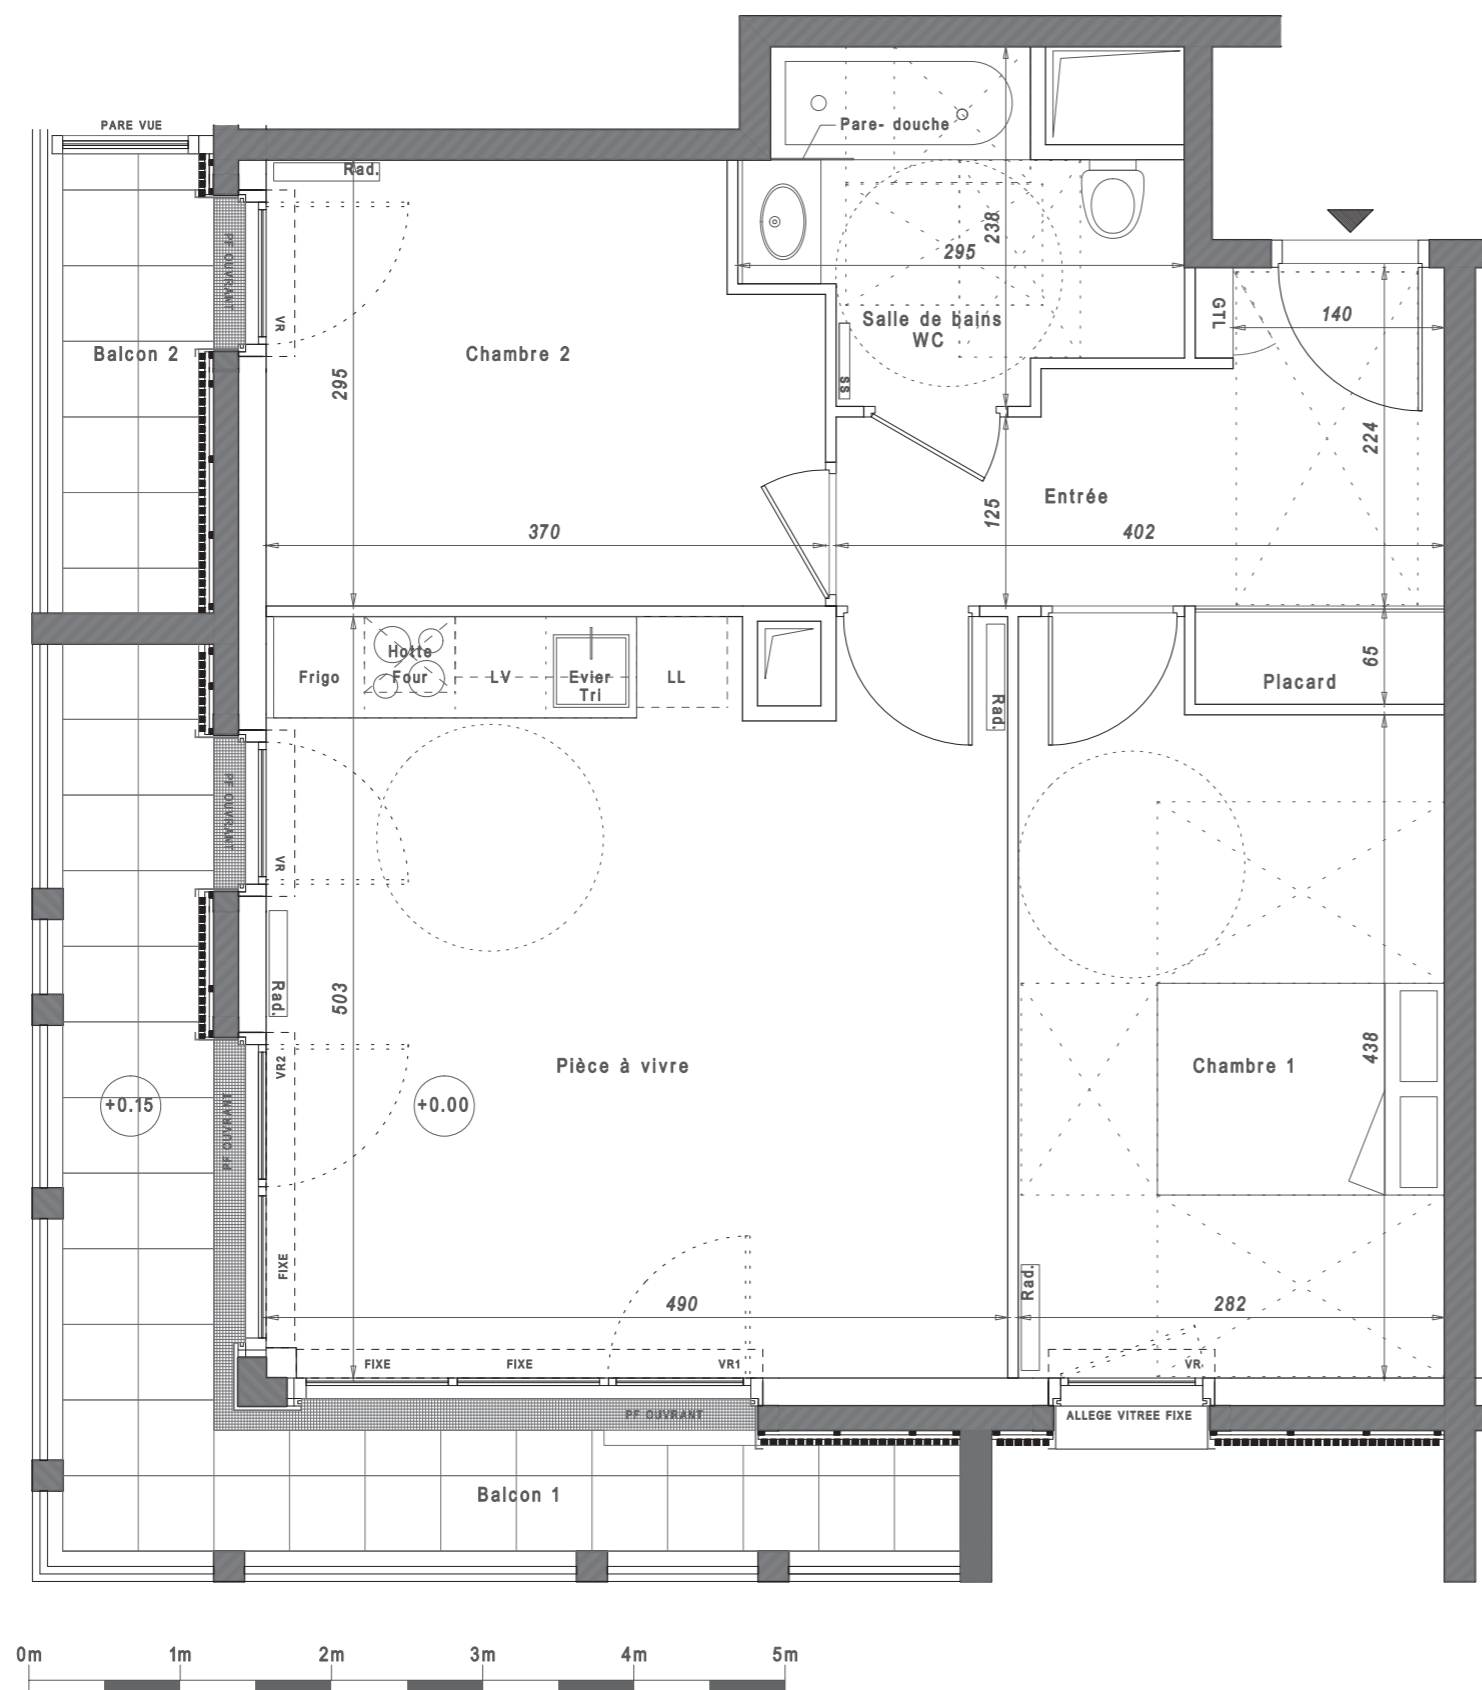 PARE VUE
Rad.
Pare- douche
PF OUVRANT
VR
238
295
GTL
140
Salle de bains
WC
Balcon 2
Chambre 2
295
SS
224
125
Entrée
370
402
Hotte
Frigo
Four
LV
Evier
Tri
LL
65
Placard
Rad.
PF OUVRANT
VR
Rad.
503
Pièce à vivre
438
Chambre 1
VR2
+0.15
+0.00
PF OUVRANT
FIXE
Rad.
490
282
FIXE
FIXE
VR1
VR
PF OUVRANT
ALLEGE VITREE FIXE
Balcon 1
0m
1m
2m
3m
4m
5m